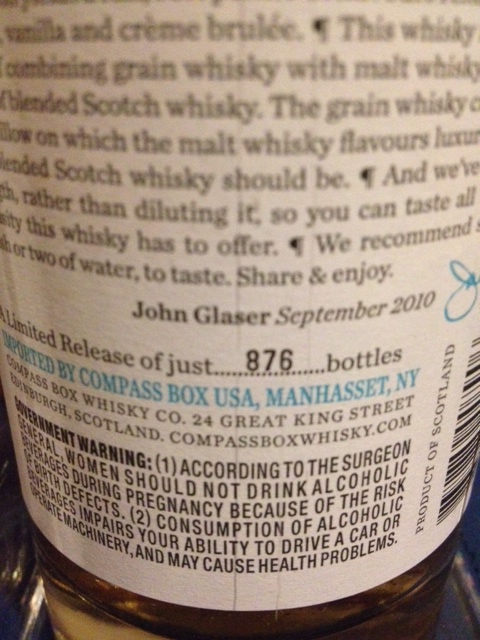 vanilla and crème brulée. ¶ This whisky
combining grain whisky with malt whisky
blended Scotch whisky. The grain whisky
on which the malt whisky flavours
Scotch whisky should be. ¶ And we've
rather than diluting it, so you can taste all
this whisky has to offer. ¶ We recommend
or two of water, to taste. Share & enjoy.
John Glaser September 2010
A Limited Release of just.....876.....bottles
IMPORTED BY COMPASS BOX USA, MANHASSET, NY
COMPASS BOX WHISKY CO. 24 GREAT KING STREET
EDINBURGH, SCOTLAND. COMPASSBOXWHISKY.COM
GOVERNMENT WARNING: (1) ACCORDING TO THE SURGEON
GENERAL, WOMEN SHOULD NOT DRINK ALCOHOLIC
BEVERAGES DURING PREGNANCY BECAUSE OF THE RISK
OF BIRTH DEFECTS. (2) CONSUMPTION OF ALCOHOLIC
BEVERAGES IMPAIRS YOUR ABILITY TO DRIVE A CAR OR
OPERATE MACHINERY, AND MAY CAUSE HEALTH PROBLEMS.
PRODUCT OF SCOTLAND